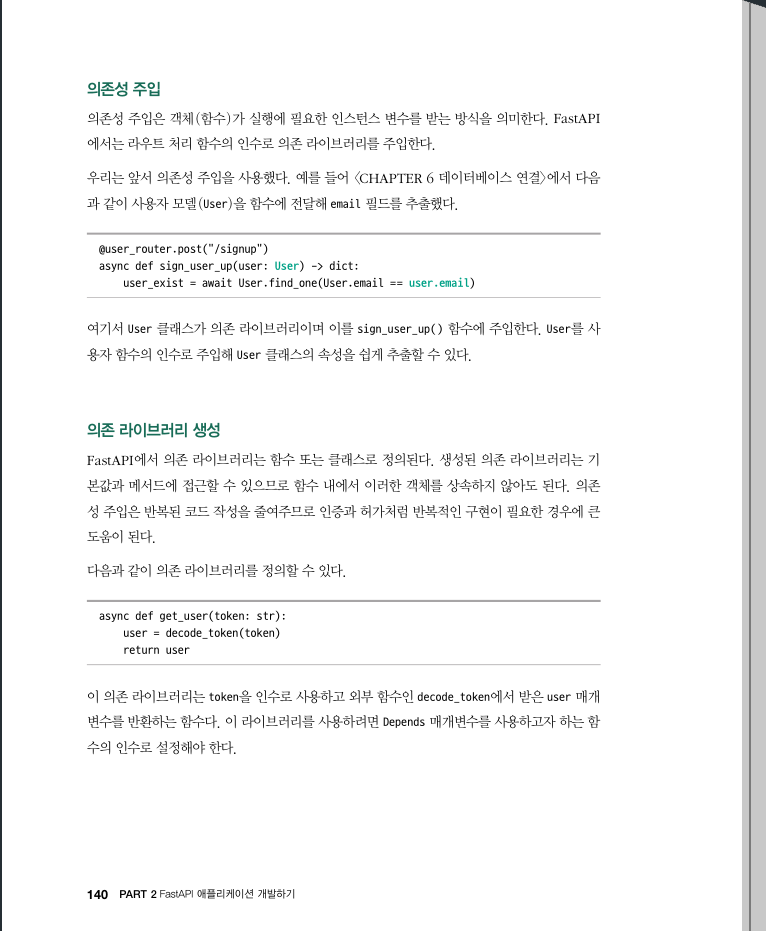 의존성 주입
의존성 주입은 객체(함수)가 실행에 필요한 인스턴스 변수를 받는 방식을 의미한다. FastAPI
에서는 라우트 처리 함수의 인수로 의존 라이브러리를 주입한다.
우리는 앞서 의존성 주입을 사용했다. 예를 들어 〈CHAPTER 6 데이터베이스 연결〉에서 다음
과 같이 사용자 모델(User)을 함수에 전달해 email 필드를 추출했다.
@user_router.post("/signup")
async def sign_user_up(user: User) -> dict:
    user_exist = await User.find_one(User.email == user.email)
여기서 User 클래스가 의존 라이브러리이며 이를 sign_user_up() 함수에 주입한다. User를 사
용자 함수의 인수로 주입해 User 클래스의 속성을 쉽게 추출할 수 있다.
의존 라이브러리 생성
FastAPI에서 의존 라이브러리는 함수 또는 클래스로 정의된다. 생성된 의존 라이브러리는 기
본값과 메서드에 접근할 수 있으므로 함수 내에서 이러한 객체를 상속하지 않아도 된다. 의존
성 주입은 반복된 코드 작성을 줄여주므로 인증과 허가처럼 반복적인 구현이 필요한 경우에 큰
도움이 된다.
다음과 같이 의존 라이브러리를 정의할 수 있다.
async def get_user(token: str):
    user = decode_token(token)
    return user
이 의존 라이브러리는 token을 인수로 사용하고 외부 함수인 decode_token에서 받은 user 매개
변수를 반환하는 함수다. 이 라이브러리를 사용하려면 Depends 매개변수를 사용하고자 하는 함
수의 인수로 설정해야 한다.
140 PART 2 FastAPI 애플리케이션 개발하기